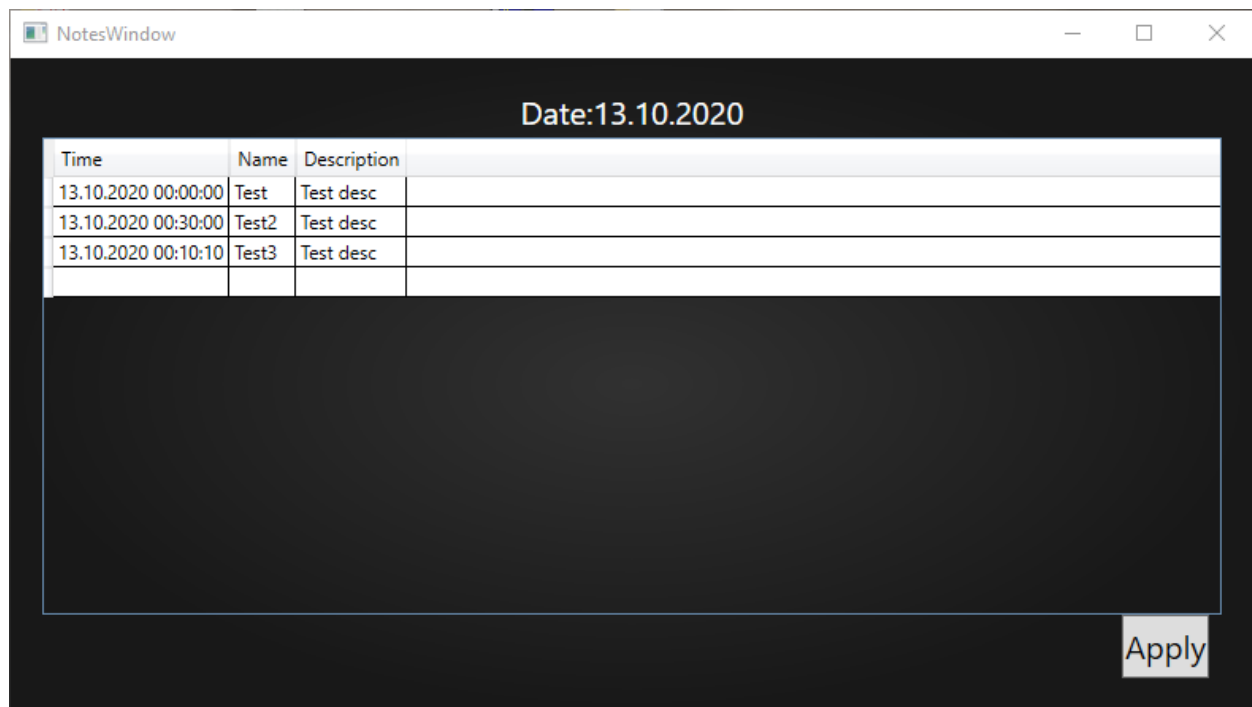 NotesWindow
Date:13.10.2020
Time Name Description
13.10.2020 00:00:00 Test Test desc
13.10.2020 00:30:00 Test2 Test desc
13.10.2020 00:10:10 Test3 Test desc
Apply